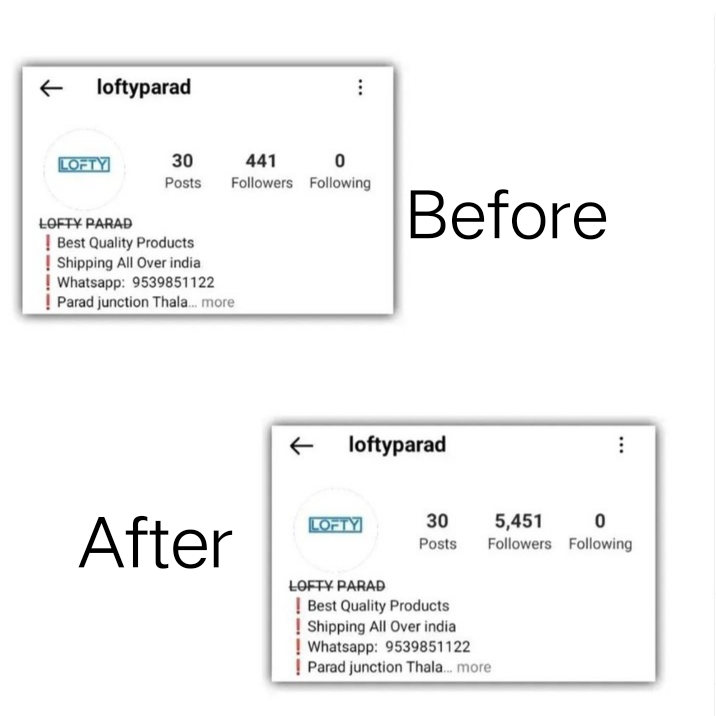 loftyparad
LOFTY
30 441 0
Posts Followers Following
LOFTY PARAD
❗Best Quality Products
❗Shipping All Over india
❗Whatsapp: 9539851122
❗Parad junction Thala... more
Before
loftyparad
LOFTY
30 5,451 0
Posts Followers Following
LOFTY PARAD
❗Best Quality Products
❗Shipping All Over india
❗Whatsapp: 9539851122
❗Parad junction Thala... more
After